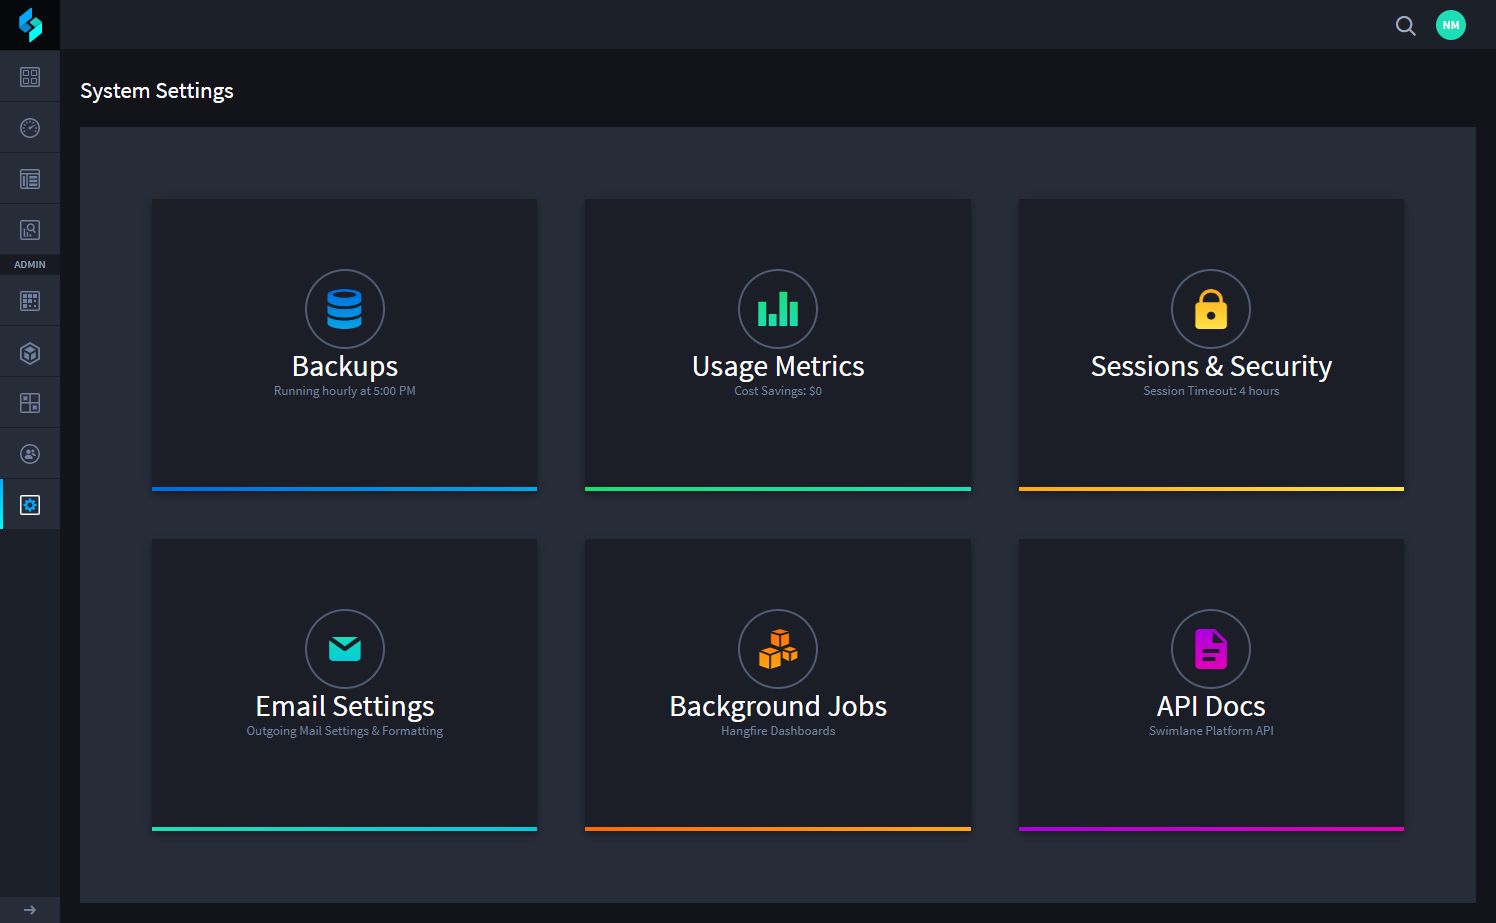 NM
System Settings
ADMIN
Backups
Running hourly at 5:00 PM
Usage Metrics
Cost Savings: $0
Sessions & Security
Session Timeout: 4 hours
Email Settings
Outgoing Mail Settings & Formatting
Background Jobs
Hangfire Dashboards
API Docs
Swimlane Platform API